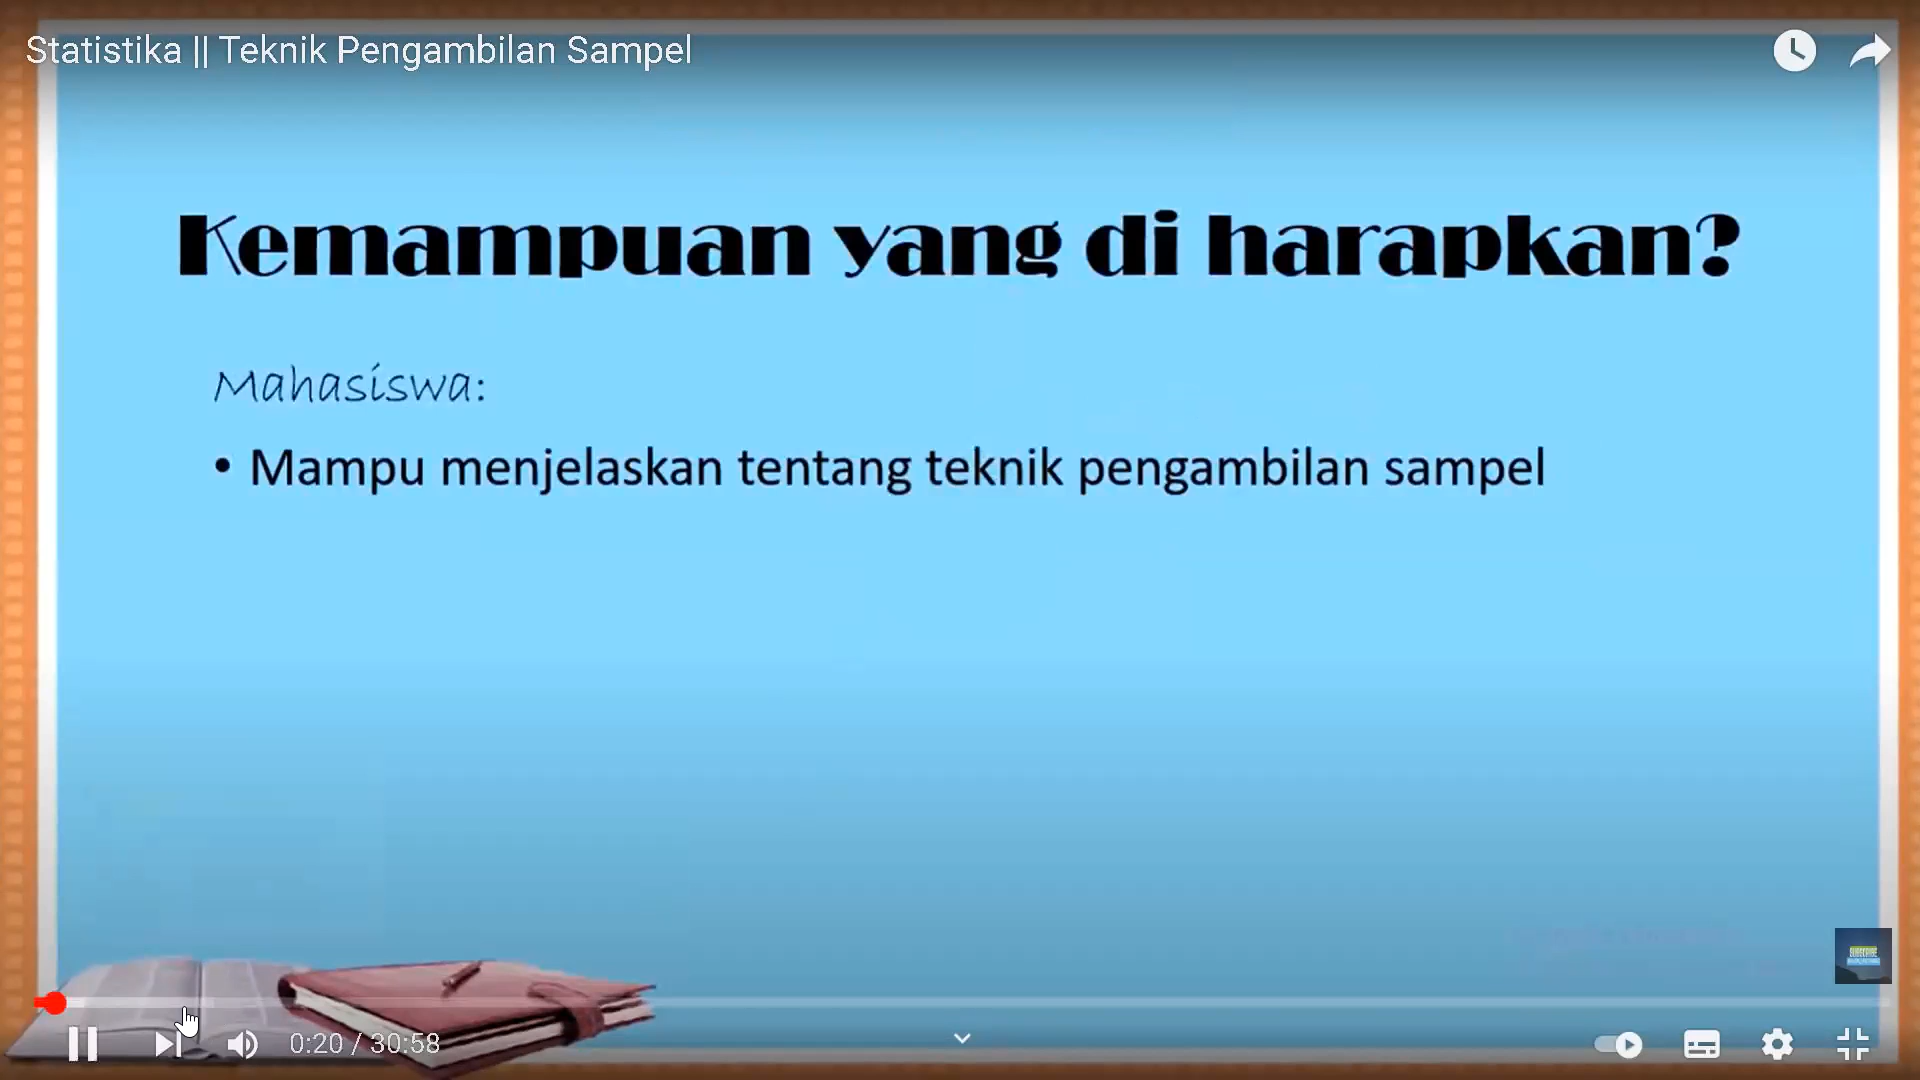 Statistika || Teknik Pengambilan Sampel
Kemampuan yang di harapkan?
Mahasiswa:
• Mampu menjelaskan tentang teknik pengambilan sampel
SUBSCRIBE
0:20 / 30:58